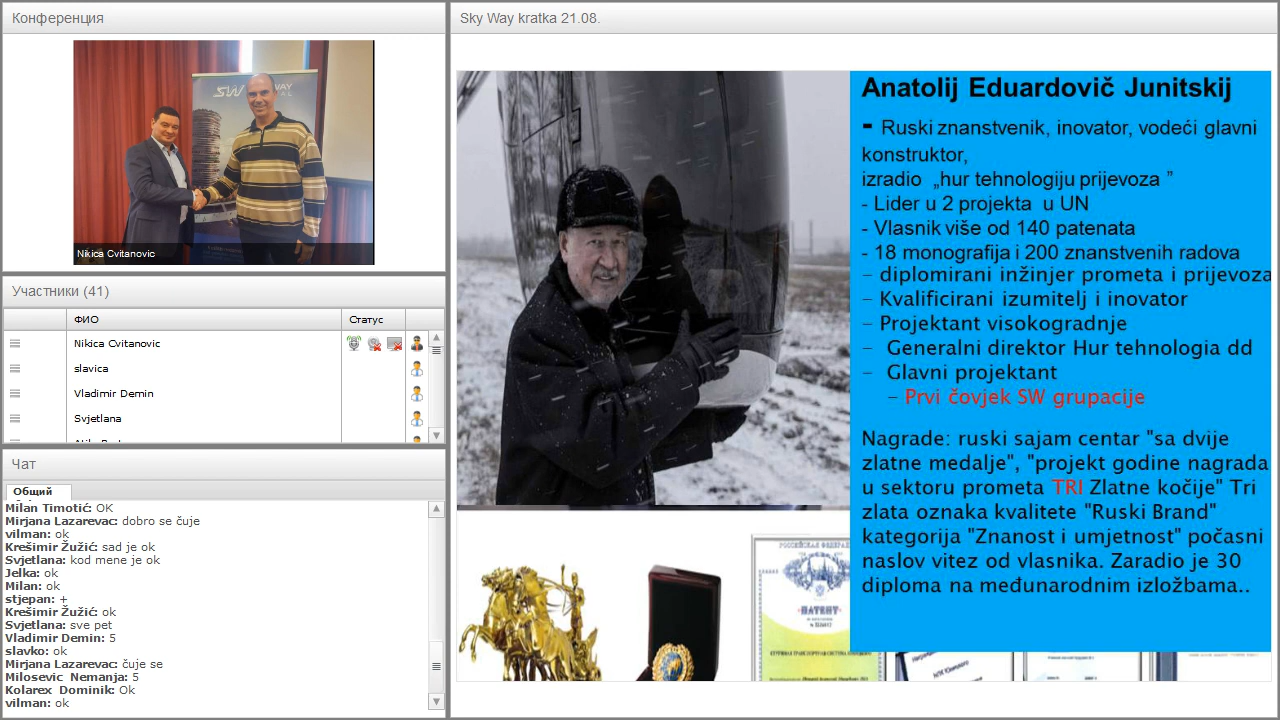 Конференция
SW WAY
Nikica Cvitanovic
Участники (41)
ФИО Статус
Nikica Cvitanovic
slavica
Vladimir Demin
Svjetlana
Чат
Общий
Milan Timotić: OK
Mirjana Lazarevac: dobro se čuje
vilman: ok
Krešimir Žužić: sad je ok
Svjetlana: kod mene je ok
Jelka: ok
Milan: ok
stjepan: +
Krešimir Žužić: ok
Svjetlana: sve pet
Vladimir Demin: 5
slavko: ok
Mirjana Lazarevac: cuje se
Milosevic Nemanja: 5
Kolarex Dominik: Ok
vilman: ok
Sky Way kratka 21.08.
Anatolij Eduardovič Junitskij
- Ruski znanstvenik, inovator, vodeći glavni
konstruktor,
izradio „hur tehnologiju prijevoza ”
- Lider u 2 projekta u UN
- Vlasnik više od 140 patenata
- 18 monografija i 200 znanstvenih radova
– diplomirani inžinjer prometa i prijevoza
– Kvalificirani izumitelj i inovator
– Projektant visokogradnje
– Generalni direktor Hur tehnologia dd
– Glavni projektant
– Prvi čovjek SW grupacije
Nagrade: ruski sajam centar "sa dvije
zlatne medalje", "projekt godine nagrada
u sektoru prometa TRI Zlatne kočije" Tri
zlata oznaka kvalitete "Ruski Brand"
kategorija "Znanost i umjetnost" počasni
naslov vitez od vlasnika. Zaradio je 30
diploma na međunarodnim izložbama..
РОССИЙСКАЯ ФЕДЕРАЦ
ПАТЕНТ